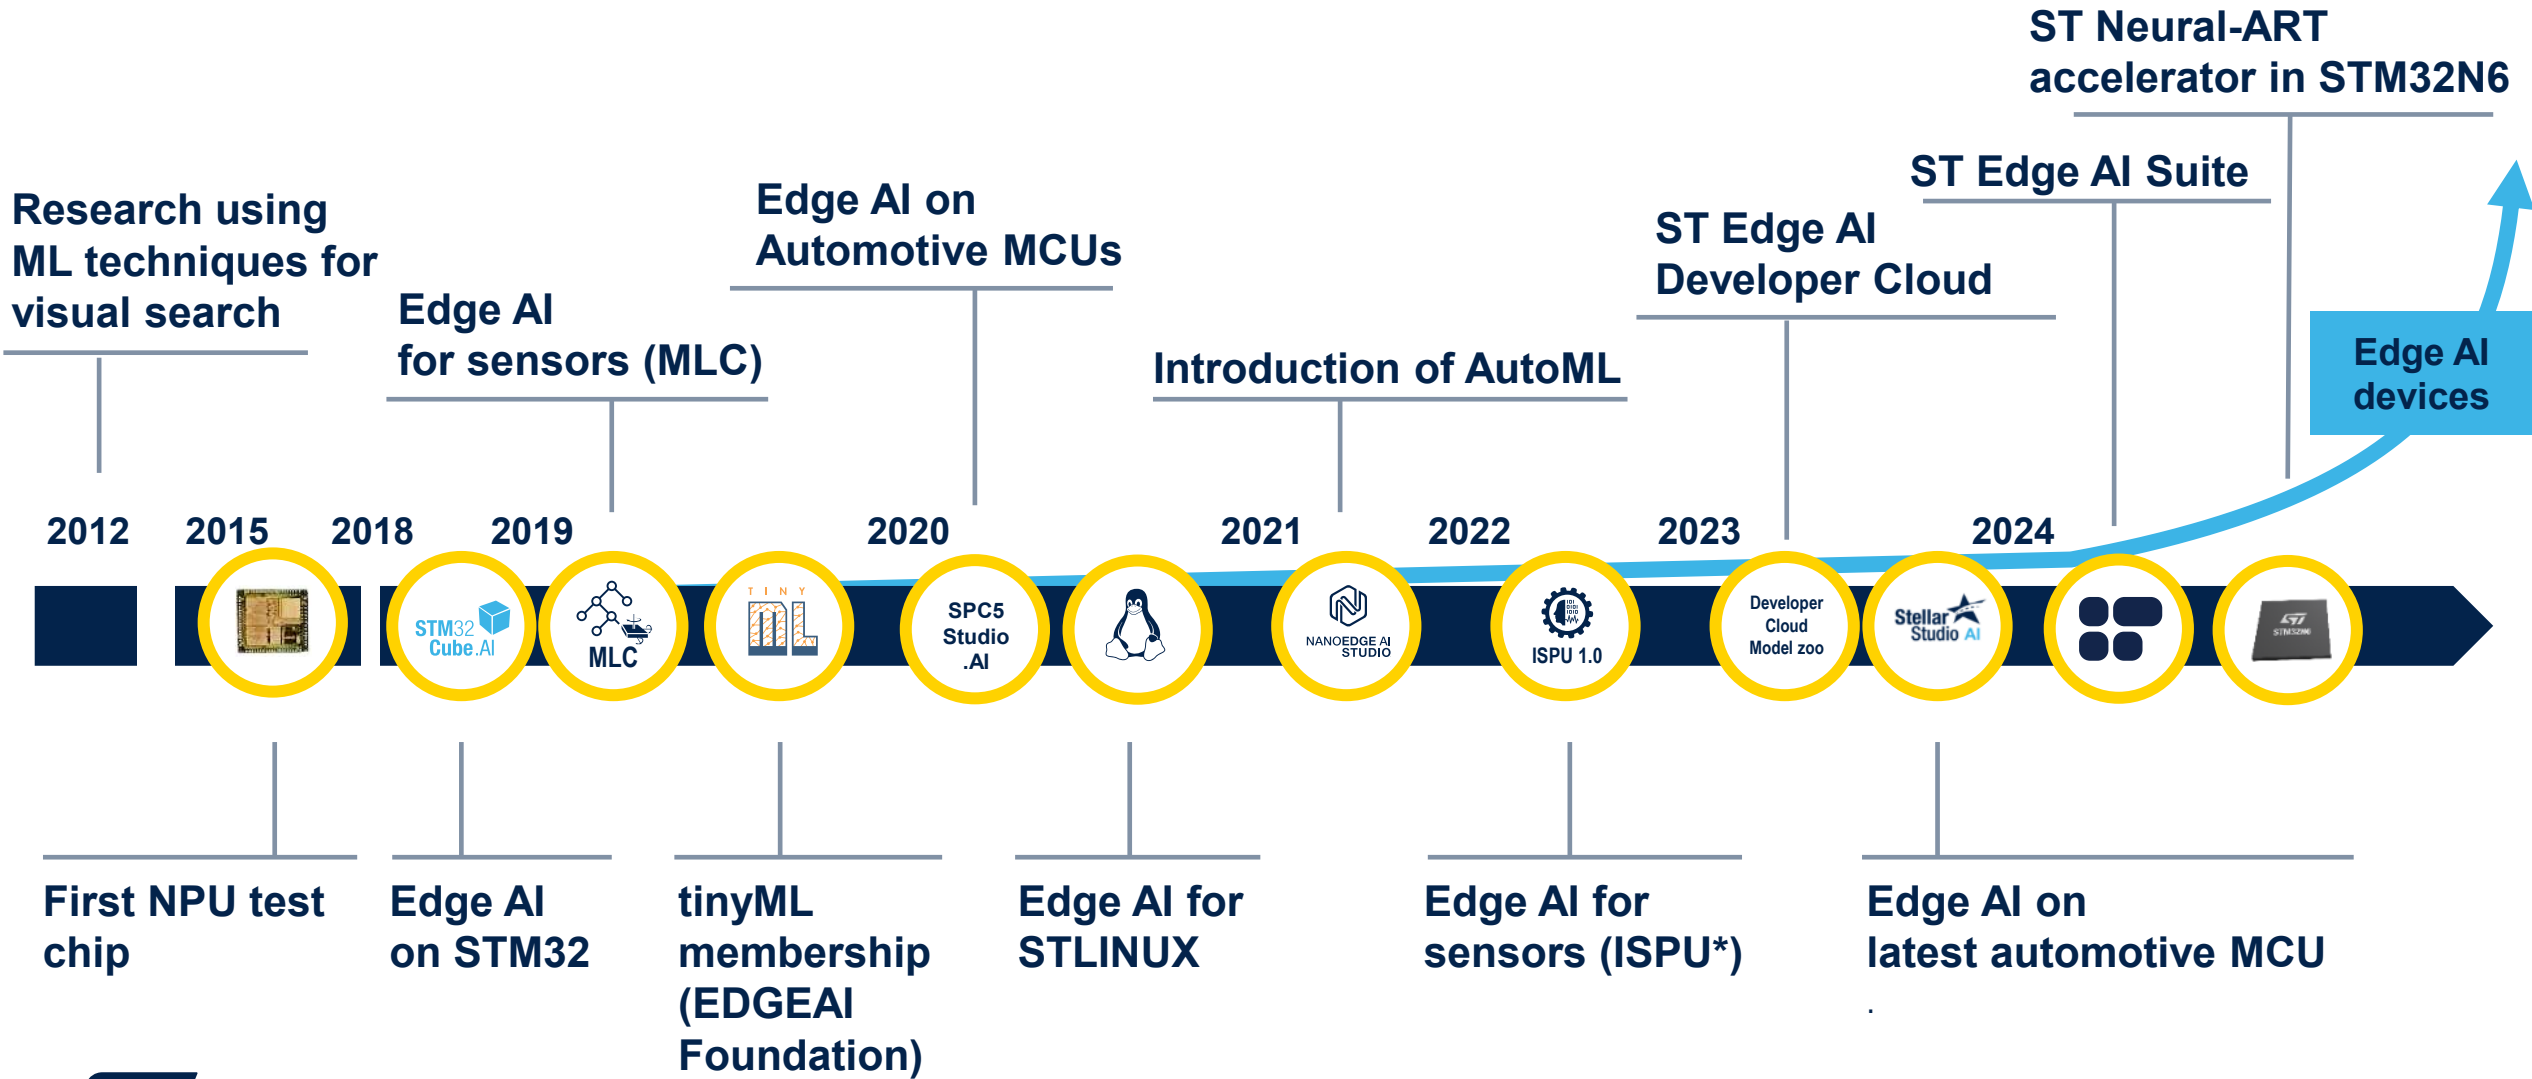 ST Neural-ART
accelerator in STM32N6
ST Edge AI Suite
Research using
ML techniques for
visual search
Edge AI on
Automotive MCUs
ST Edge AI
Developer Cloud
Edge AI
for sensors (MLC)
Introduction of AutoML
Edge AI
devices
2012
2015
2018
2019
2020
2021
2022
2023
2024
STM32
Cube.AI
MLC
TINY
ML
SPC5
Studio
.AI
NANOEDGE AI
STUDIO
ISPU 1.0
Developer
Cloud
Model zoo
Stellar
Studio AI
ST
STM32N6
First NPU test
chip
Edge AI
on STM32
tinyML
membership
(EDGEAI
Foundation)
Edge AI for
STLINUX
Edge AI for
sensors (ISPU*)
Edge AI on
latest automotive MCU
.